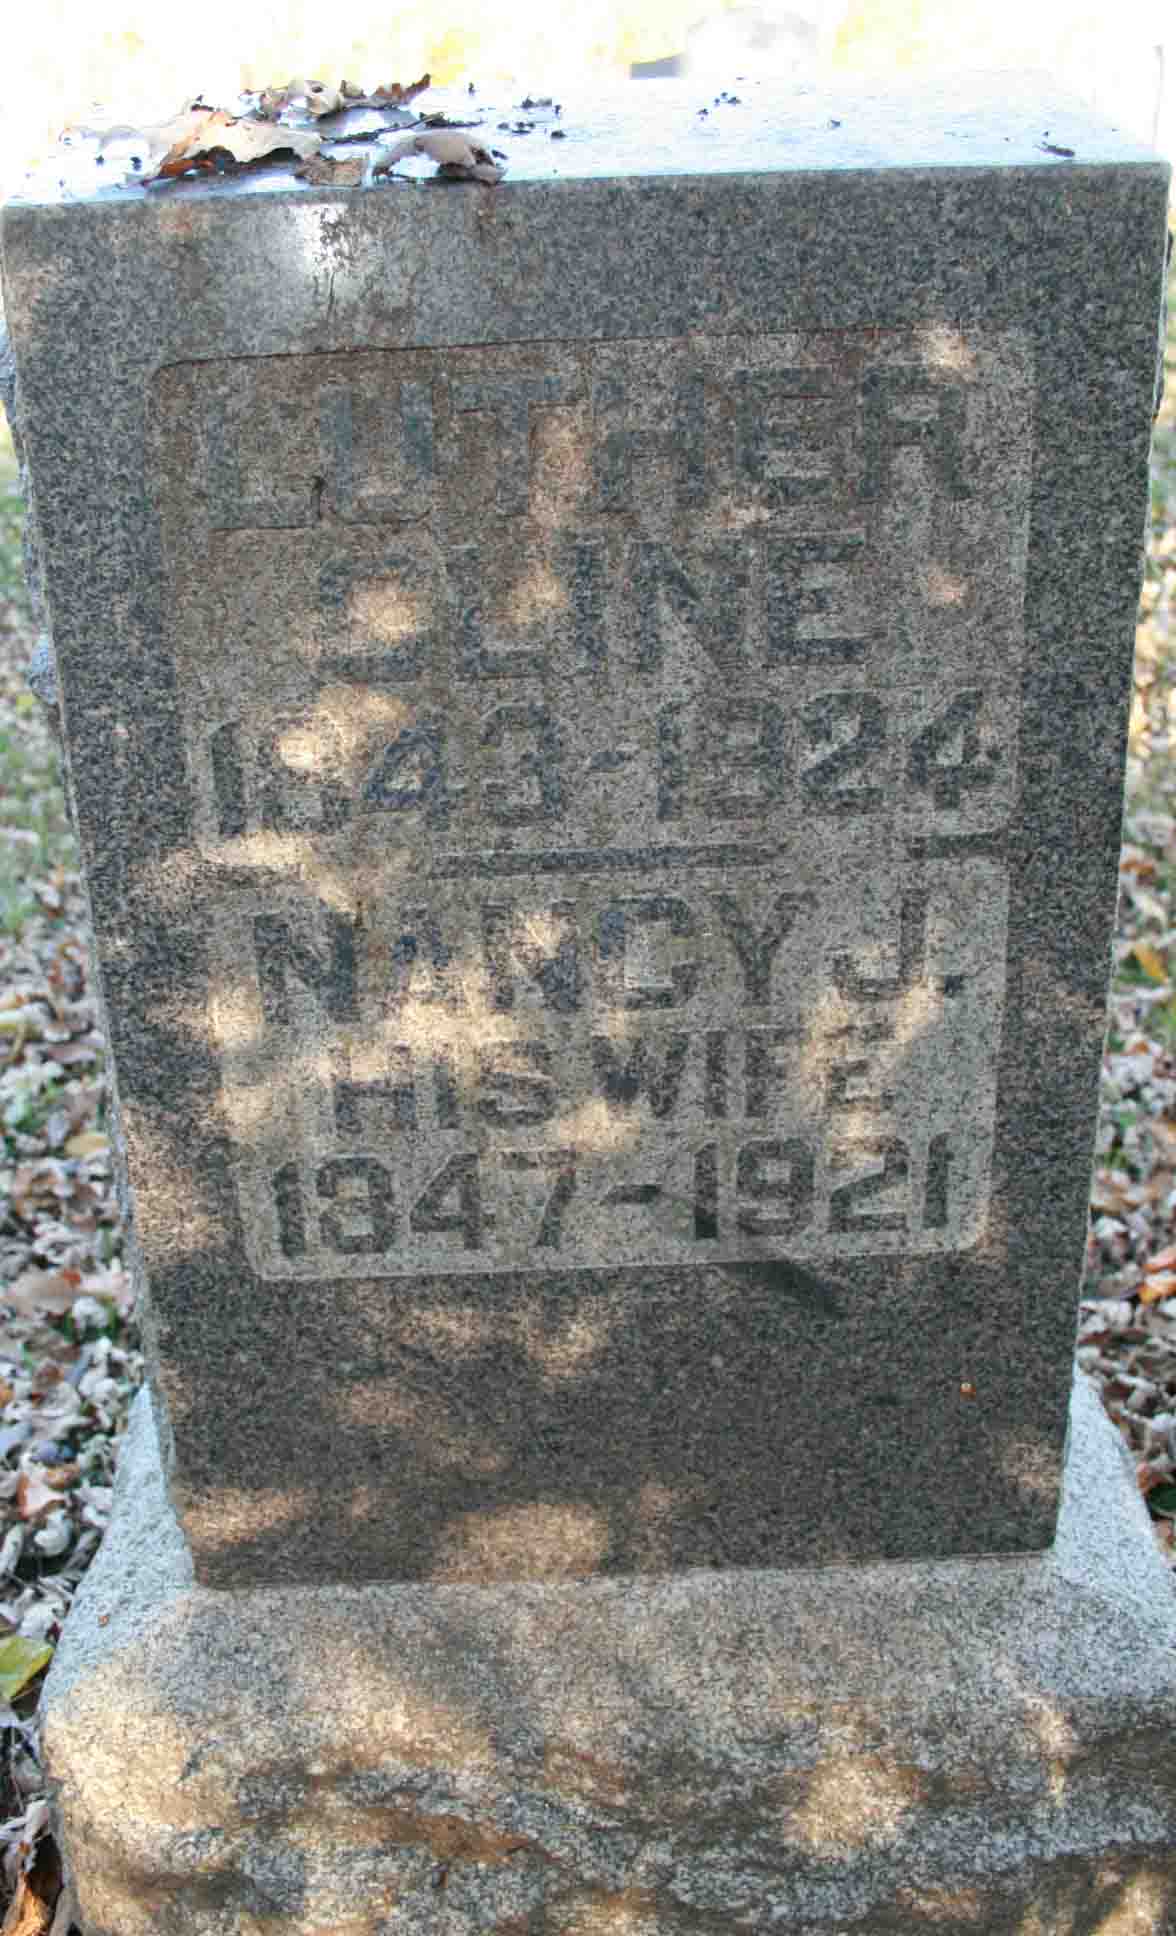 LUTHER
CLINE
1843-1924
NANCY J.
HIS WIFE
1847-1921